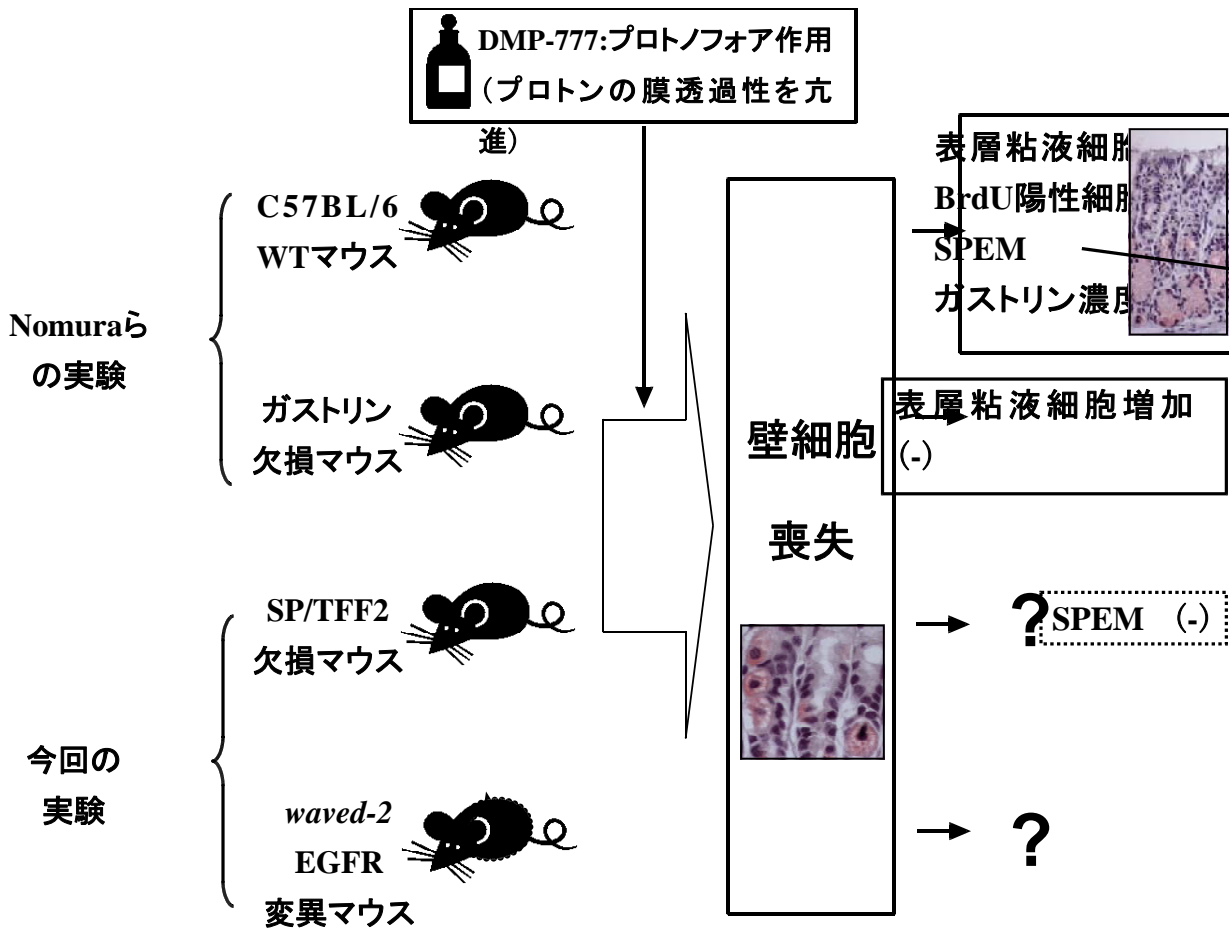 DMP-777:プロトノフォア作用
(プロトンの膜透過性を亢
進)
C57BL/6
WTマウス
Nomuraら
の実験
ガストリン
欠損マウス
SP/TFF2
欠損マウス
今回の
実験
waved-2
EGFR
変異マウス
壁細胞
喪失
表層粘液細胞
BrdU陽性細胞
SPEM
ガストリン濃度
表層粘液細胞増加
(-)
?
SPEM (-)
?